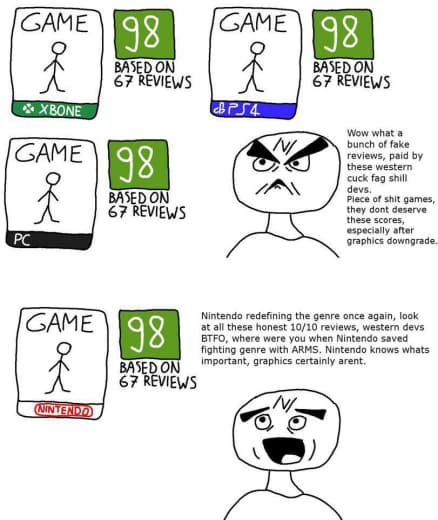 GAME
98
BASED ON
67 REVIEWS
XBONE
GAME
98
BASED ON
67 REVIEWS
PS4
GAME
98
BASED ON
67 REVIEWS
PC
Wow what a
bunch of fake
reviews, paid by
these western
cuck fag shill
devs.
Piece of shit games,
they dont deserve
these scores,
especially after
graphics downgrade.
GAME
98
BASED ON
67 REVIEWS
NINTENDO
Nintendo redefining the genre once again, look
at all these honest 10/10 reviews, western devs
BTFO, where were you when Nintendo saved
fighting genre with ARMS. Nintendo knows whats
important, graphics certainly arent.